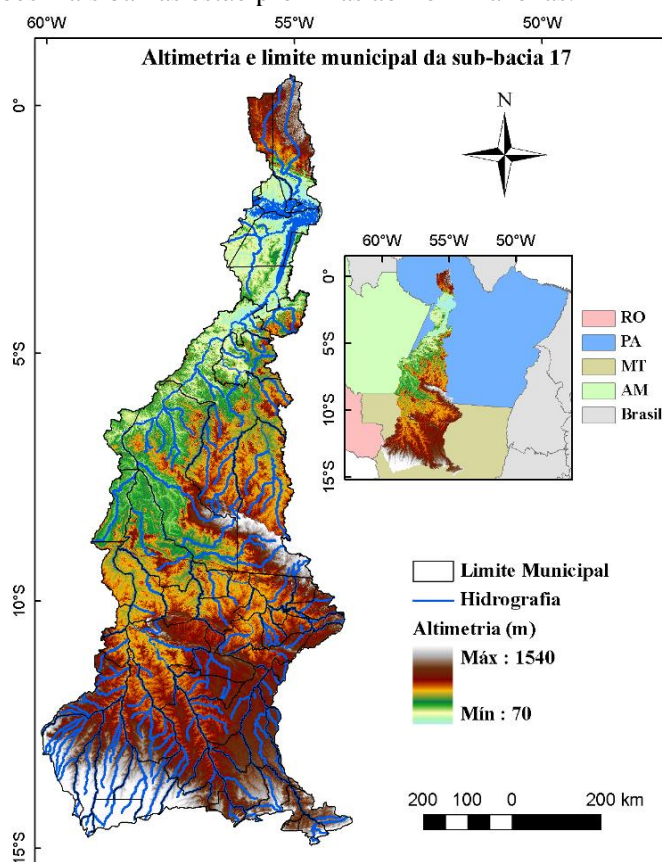 60°W 55°W 50°W
Altimetria e limite municipal da sub-bacia 17
0°
N
60°W 55°W 50°W
0°
5°S
10°S
15°S
RO
PA
MT
AM
Brasil
5°S
10°S
15°S
Limite Municipal
Hidrografia
Altimetria (m)
Máx : 1540
Mín : 70
200 100 0 200 km